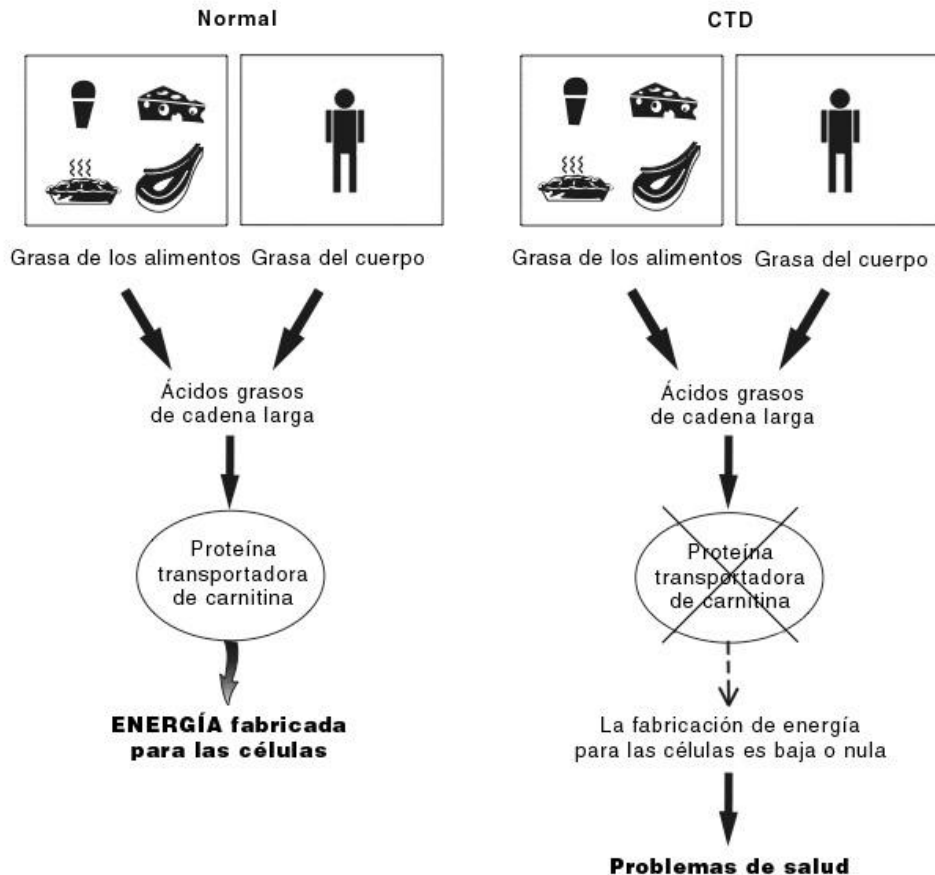 Normal
Grasa de los alimentos
Grasa del cuerpo
Ácidos grasos
de cadena larga
Proteína
transportadora
de carnitina
ENERGÍA fabricada
para las células
CTD
Grasa de los alimentos
Grasa del cuerpo
Ácidos grasos
de cadena larga
Proteína
transportadora
de carnitina
La fabricación de energía
para las células es baja o nula
Problemas de salud